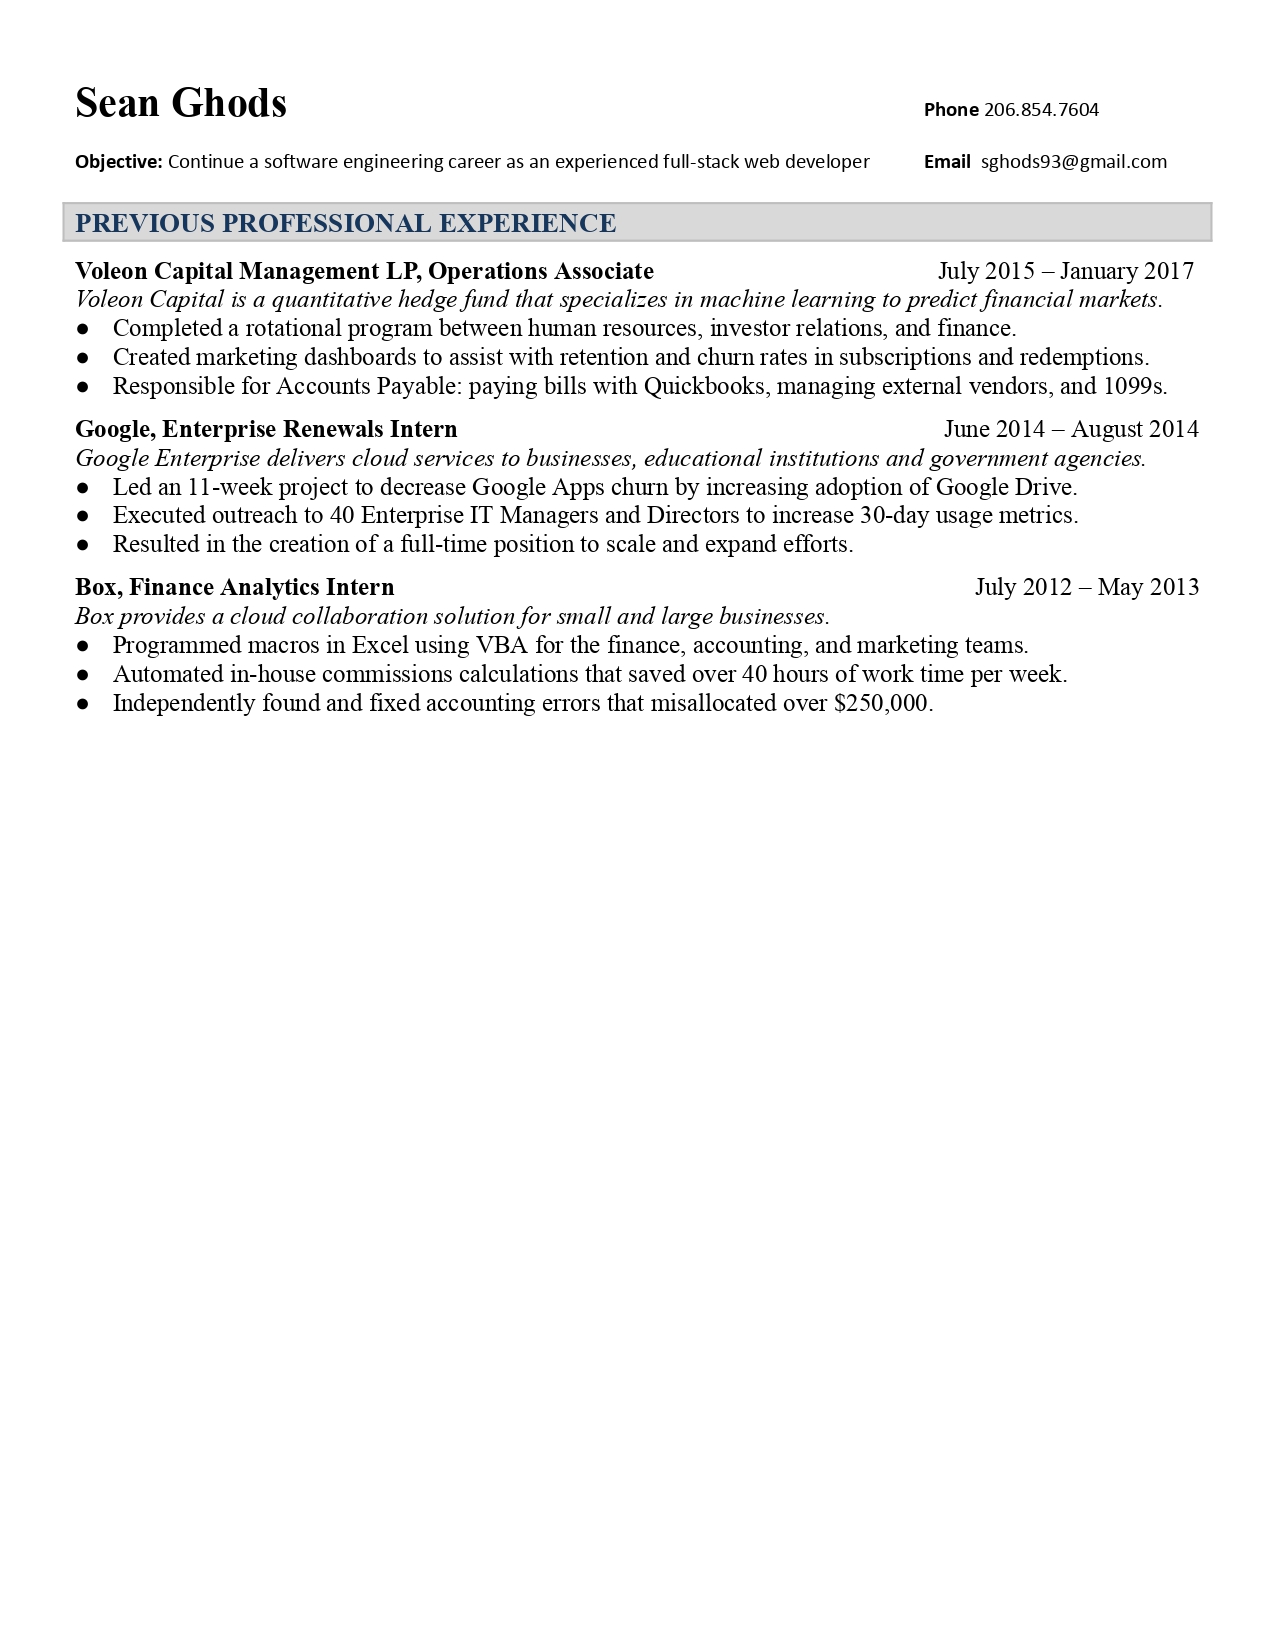 Sean Ghods
Phone 206.854.7604
Objective: Continue a software engineering career as an experienced full-stack web developer
Email sghods93@gmail.com
PREVIOUS PROFESSIONAL EXPERIENCE
Voleon Capital Management LP, Operations Associate July 2015 – January 2017
Voleon Capital is a quantitative hedge fund that specializes in machine learning to predict financial markets.
● Completed a rotational program between human resources, investor relations, and finance.
● Created marketing dashboards to assist with retention and churn rates in subscriptions and redemptions.
● Responsible for Accounts Payable: paying bills with Quickbooks, managing external vendors, and 1099s.
Google, Enterprise Renewals Intern June 2014 – August 2014
Google Enterprise delivers cloud services to businesses, educational institutions and government agencies.
● Led an 11-week project to decrease Google Apps churn by increasing adoption of Google Drive.
● Executed outreach to 40 Enterprise IT Managers and Directors to increase 30-day usage metrics.
● Resulted in the creation of a full-time position to scale and expand efforts.
Box, Finance Analytics Intern July 2012 – May 2013
Box provides a cloud collaboration solution for small and large businesses.
● Programmed macros in Excel using VBA for the finance, accounting, and marketing teams.
● Automated in-house commissions calculations that saved over 40 hours of work time per week.
● Independently found and fixed accounting errors that misallocated over $250,000.